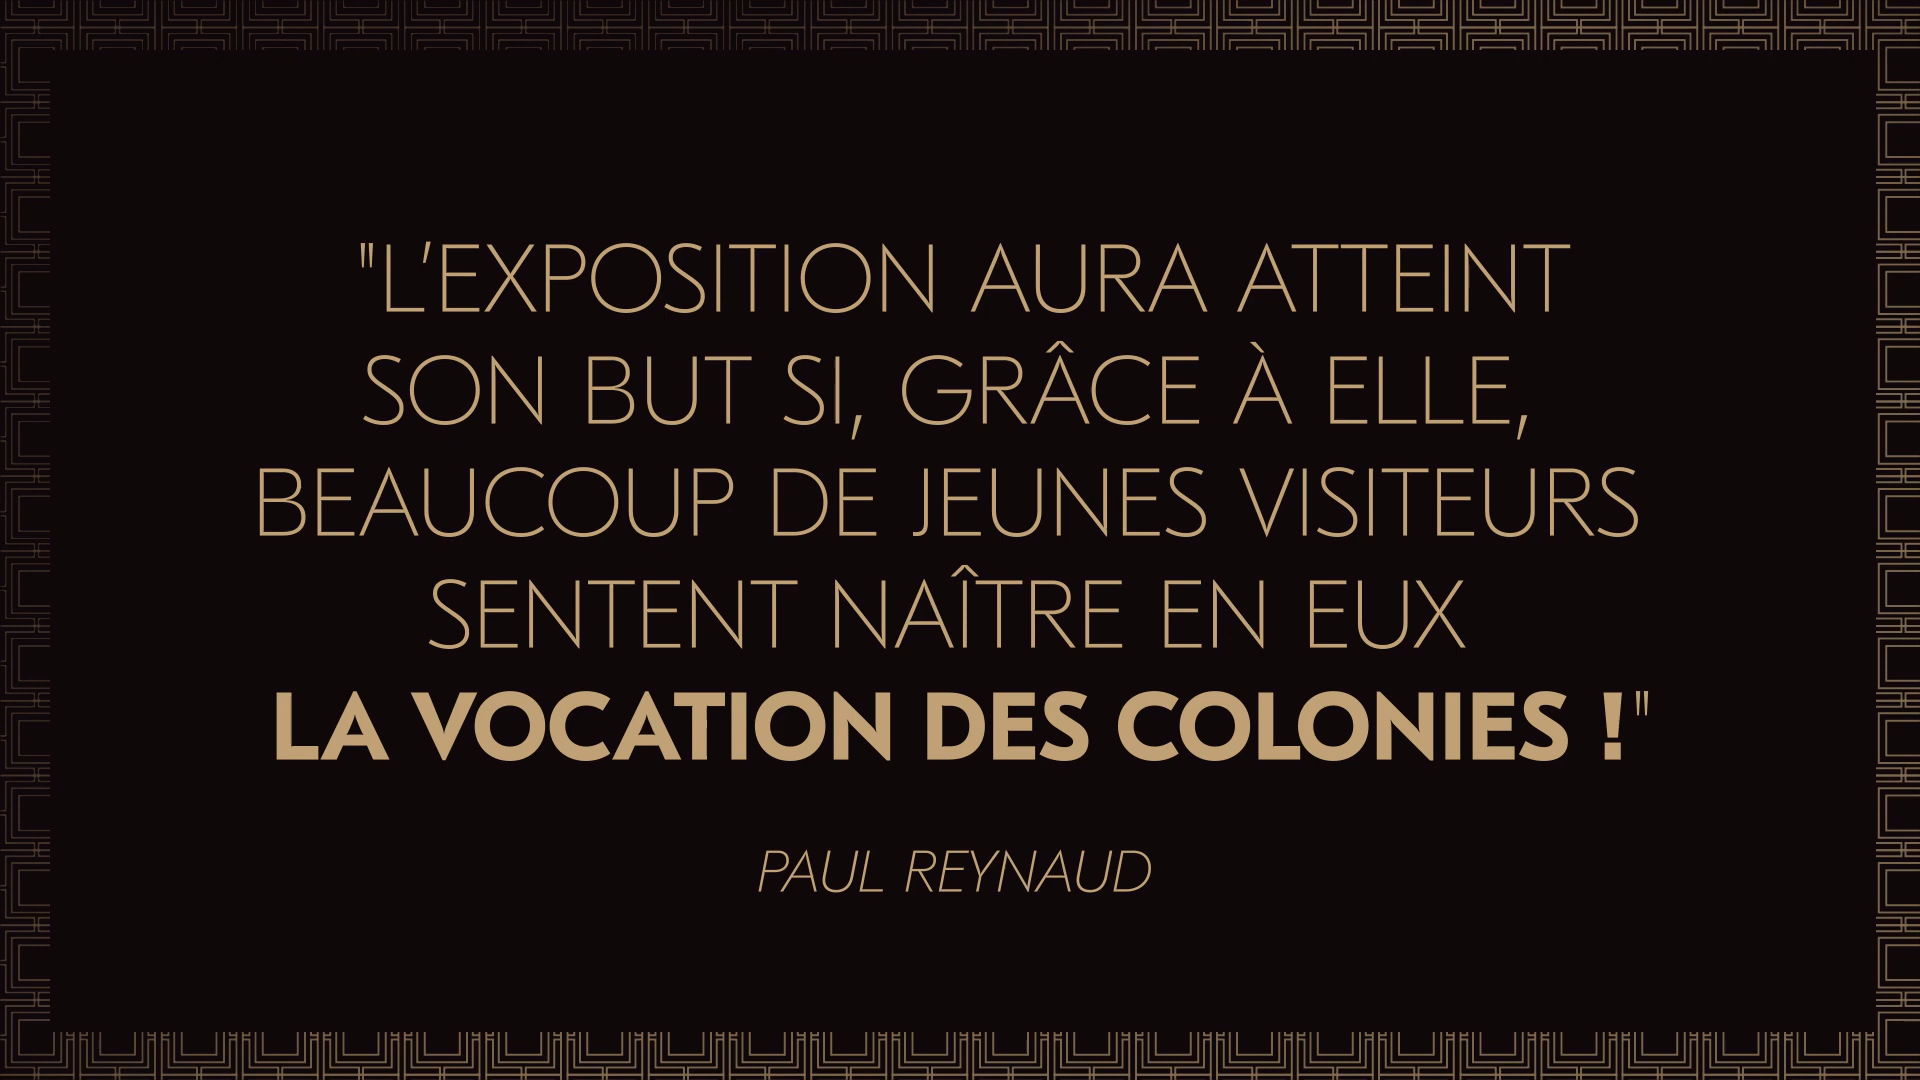 "L'EXPOSITION AURA ATTEINT
SON BUT SI, GRÂCE À ELLE,
BEAUCOUP DE JEUNES VISITEURS
SENTENT NAÎTRE EN EUX
LA VOCATION DES COLONIES !"
PAUL REYNAUD